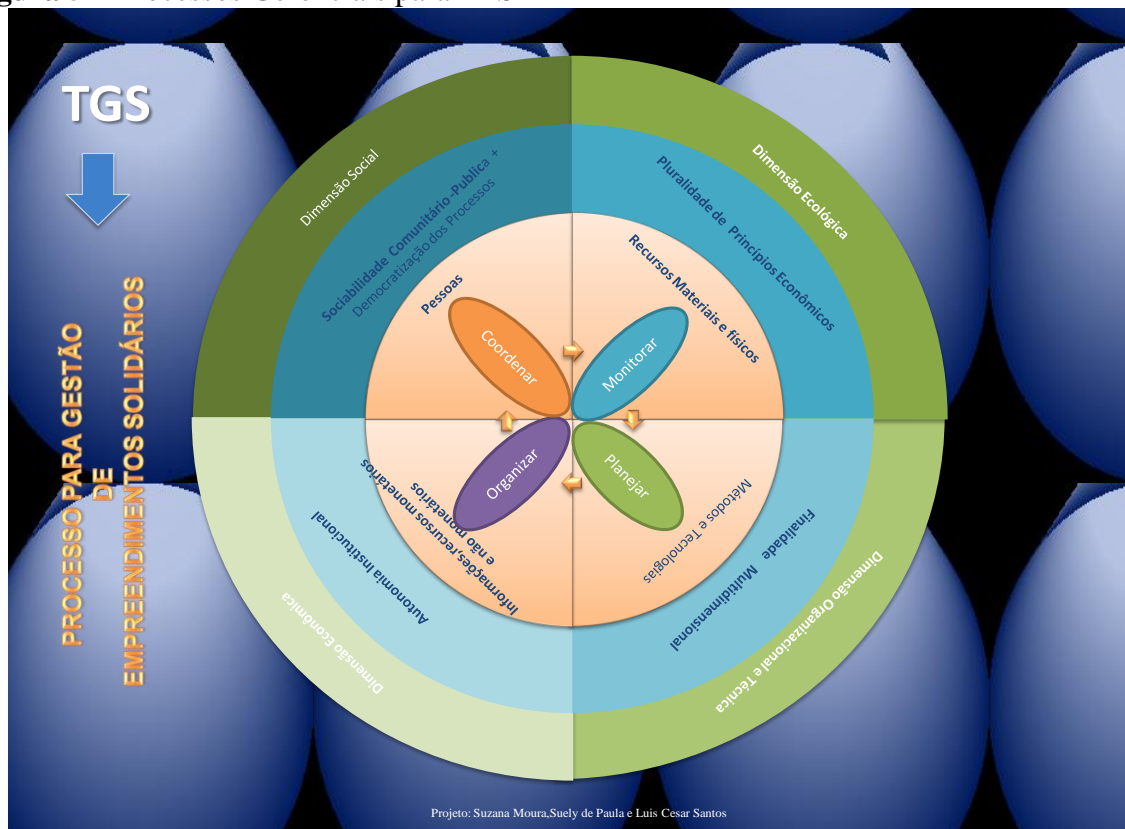 TGS
PROCESSO PARA GESTÃO
DE
EMPREENDIMENTOS SOLIDÁRIOS
Dimensão Social
Dimensão Ecológica
Sociabilidade Comunitário-Publica +
Democratização dos Processos
Pluralidade de Princípios Econômicos
Pessoas
Recursos Materiais e físicos
Coordenar
Monitorar
Organizar
Planejar
Informações,recursos monetários
e não monetários
Métodos e Tecnologias
Autonomia Institucional
Finalidade Multidimensional
Dimensão Econômica
Dimensão Organizacional e Técnica
Projeto: Suzana Moura,Suely de Paula e Luis Cesar Santos